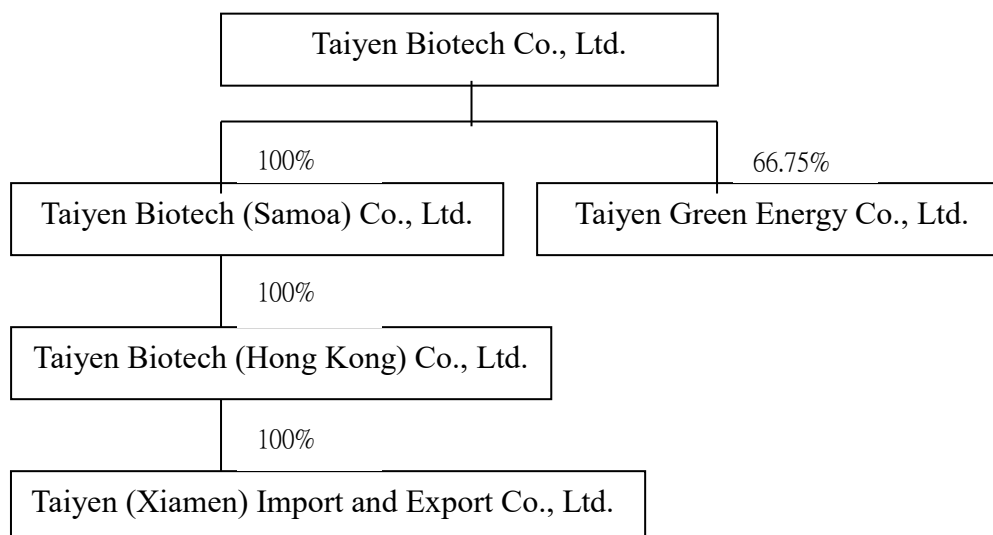 Taiyen Biotech Co., Ltd.
100%
66.75%
Taiyen Biotech (Samoa) Co., Ltd.
Taiyen Green Energy Co., Ltd.
100%
Taiyen Biotech (Hong Kong) Co., Ltd.
100%
Taiyen (Xiamen) Import and Export Co., Ltd.